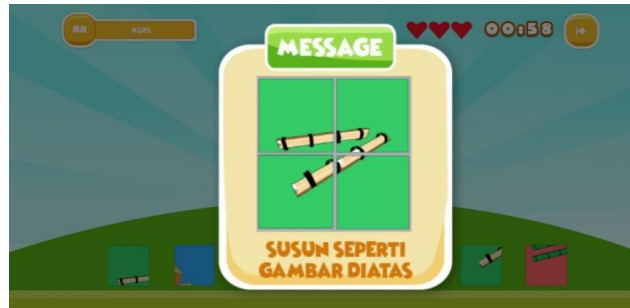 KUIS
00:58
MESSAGE
SUSUN SEPERTI
GAMBAR DIATAS